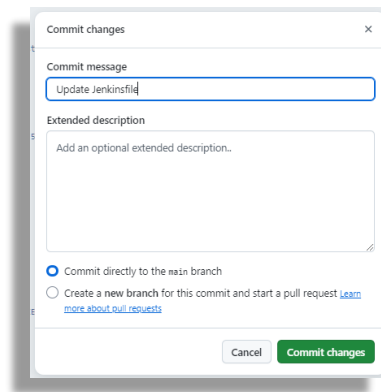 Commit changes
Commit message
Update Jenkinsfile
Extended description
Add an optional extended description..
Commit directly to the main branch
Create a new branch for this commit and start a pull request Learn
more about pull requests
Cancel
Commit changes